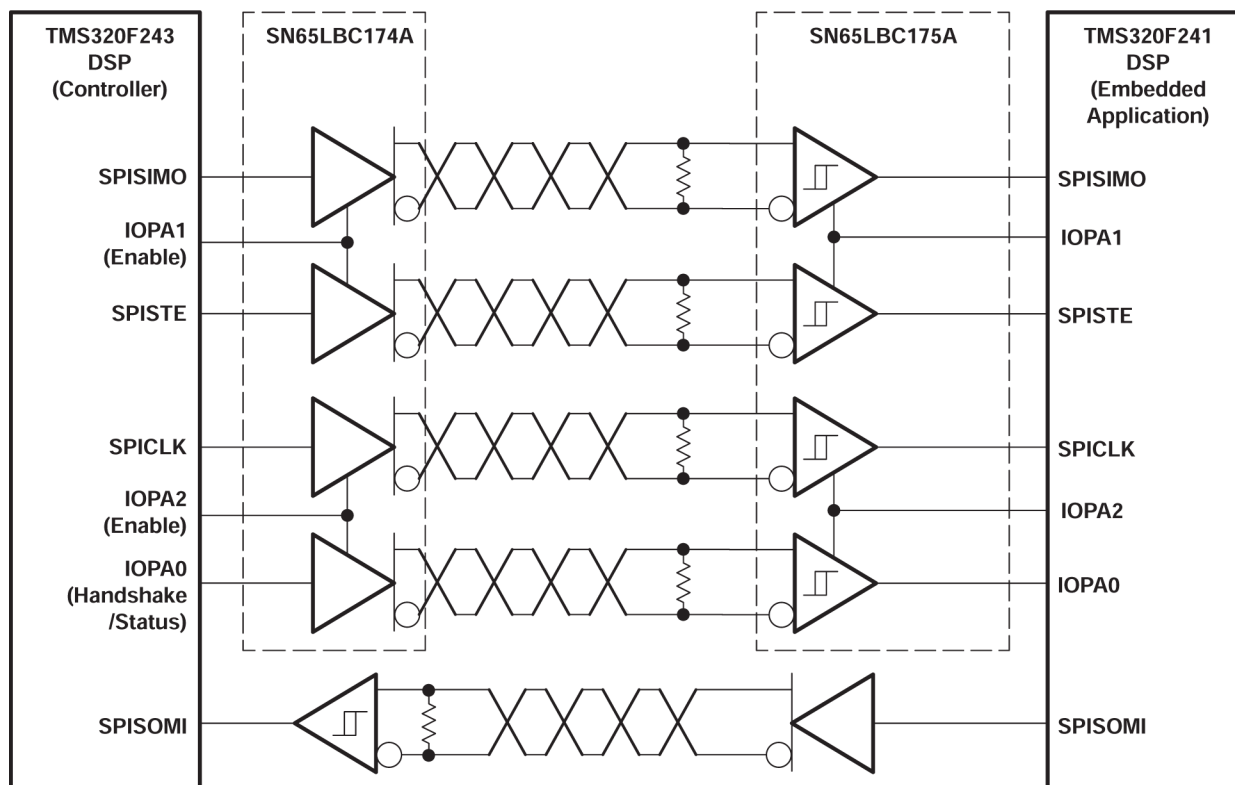 TMS320F243
DSP
(Controller)
SN65LBC174A
SN65LBC175A
TMS320F241
DSP
(Embedded
Application)
SPISIMO
IOPA1
(Enable)
SPISTE
SPICLK
IOPA2
(Enable)
IOPA0
(Handshake
/Status)
SPISOMI
SPISIMO
IOPA1
SPISTE
SPICLK
IOPA2
IOPA0
SPISOMI